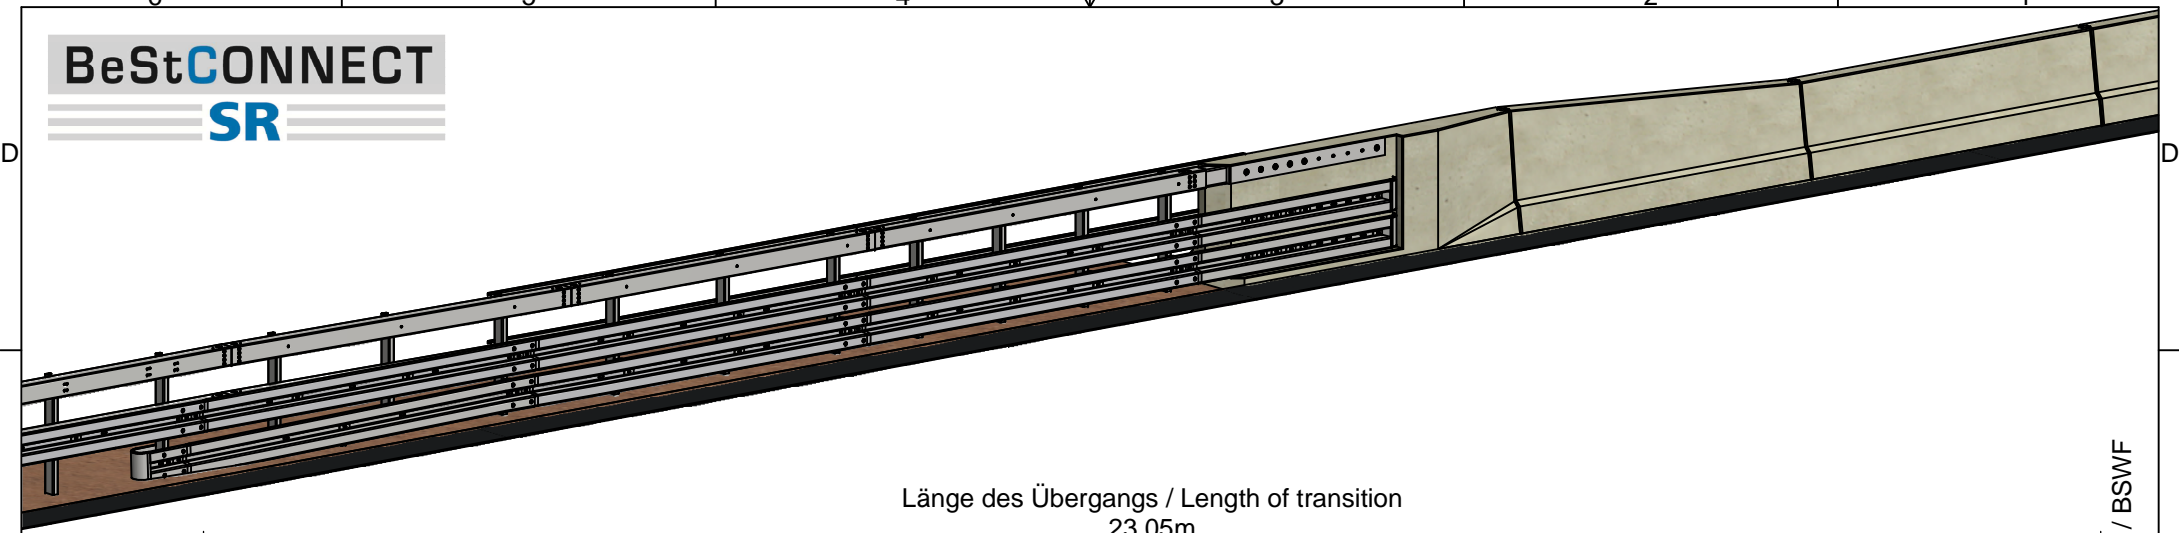 BeStCONNECT
SR
D
D
Länge des Übergangs / Length of transition
23,05m
/ BSWF